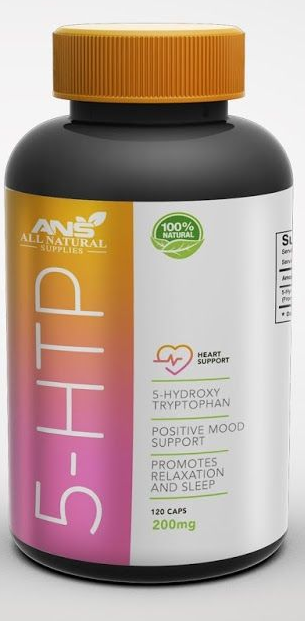 ANS
ALL NATURAL
SUPPLIES
5-HTP
100%
NATURAL
HEART
SUPPORT
5-HYDROXY
TRYPTOPHAN
POSITIVE MOOD
SUPPORT
PROMOTES
RELAXATION
AND SLEEP
120 CAPS
200mg